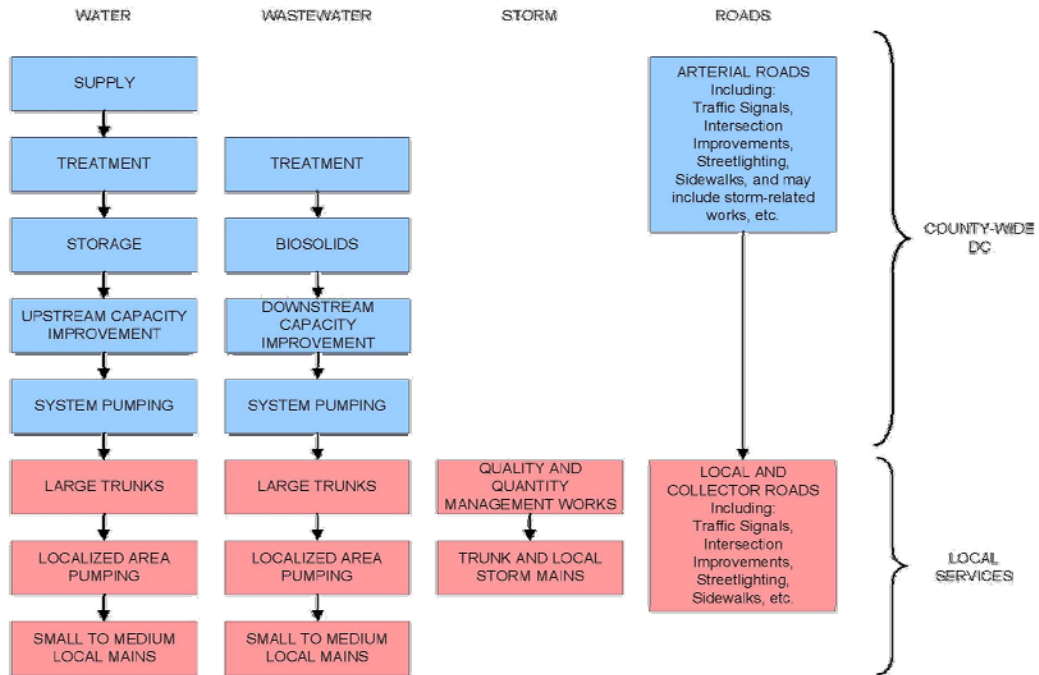 WATER
WASTEWATER
STORM
ROADS
SUPPLY
TREATMENT
STORAGE
UPSTREAM CAPACITY
IMPROVEMENT
SYSTEM PUMPING
LARGE TRUNKS
LOCALIZED AREA
PUMPING
SMALL TO MEDIUM
LOCAL MAINS
TREATMENT
BIOSOLIDS
DOWNSTREAM
CAPACITY
IMPROVEMENT
SYSTEM PUMPING
LARGE TRUNKS
LOCALIZED AREA
PUMPING
SMALL TO MEDIUM
LOCAL MAINS
QUALITY AND
QUANTITY
MANAGEMENT WORKS
TRUNK AND LOCAL
STORM MAINS
ARTERIAL ROADS
Including:
Traffic Signals,
Intersection
Improvements,
Streetlighting,
Sidewalks, and may
include storm-related
works, etc.
LOCAL AND
COLLECTOR ROADS
Including:
Traffic Signals,
Intersection
Improvements,
Streetlighting,
Sidewalks, etc.
COUNTY-WIDE
DC
LOCAL
SERVICES